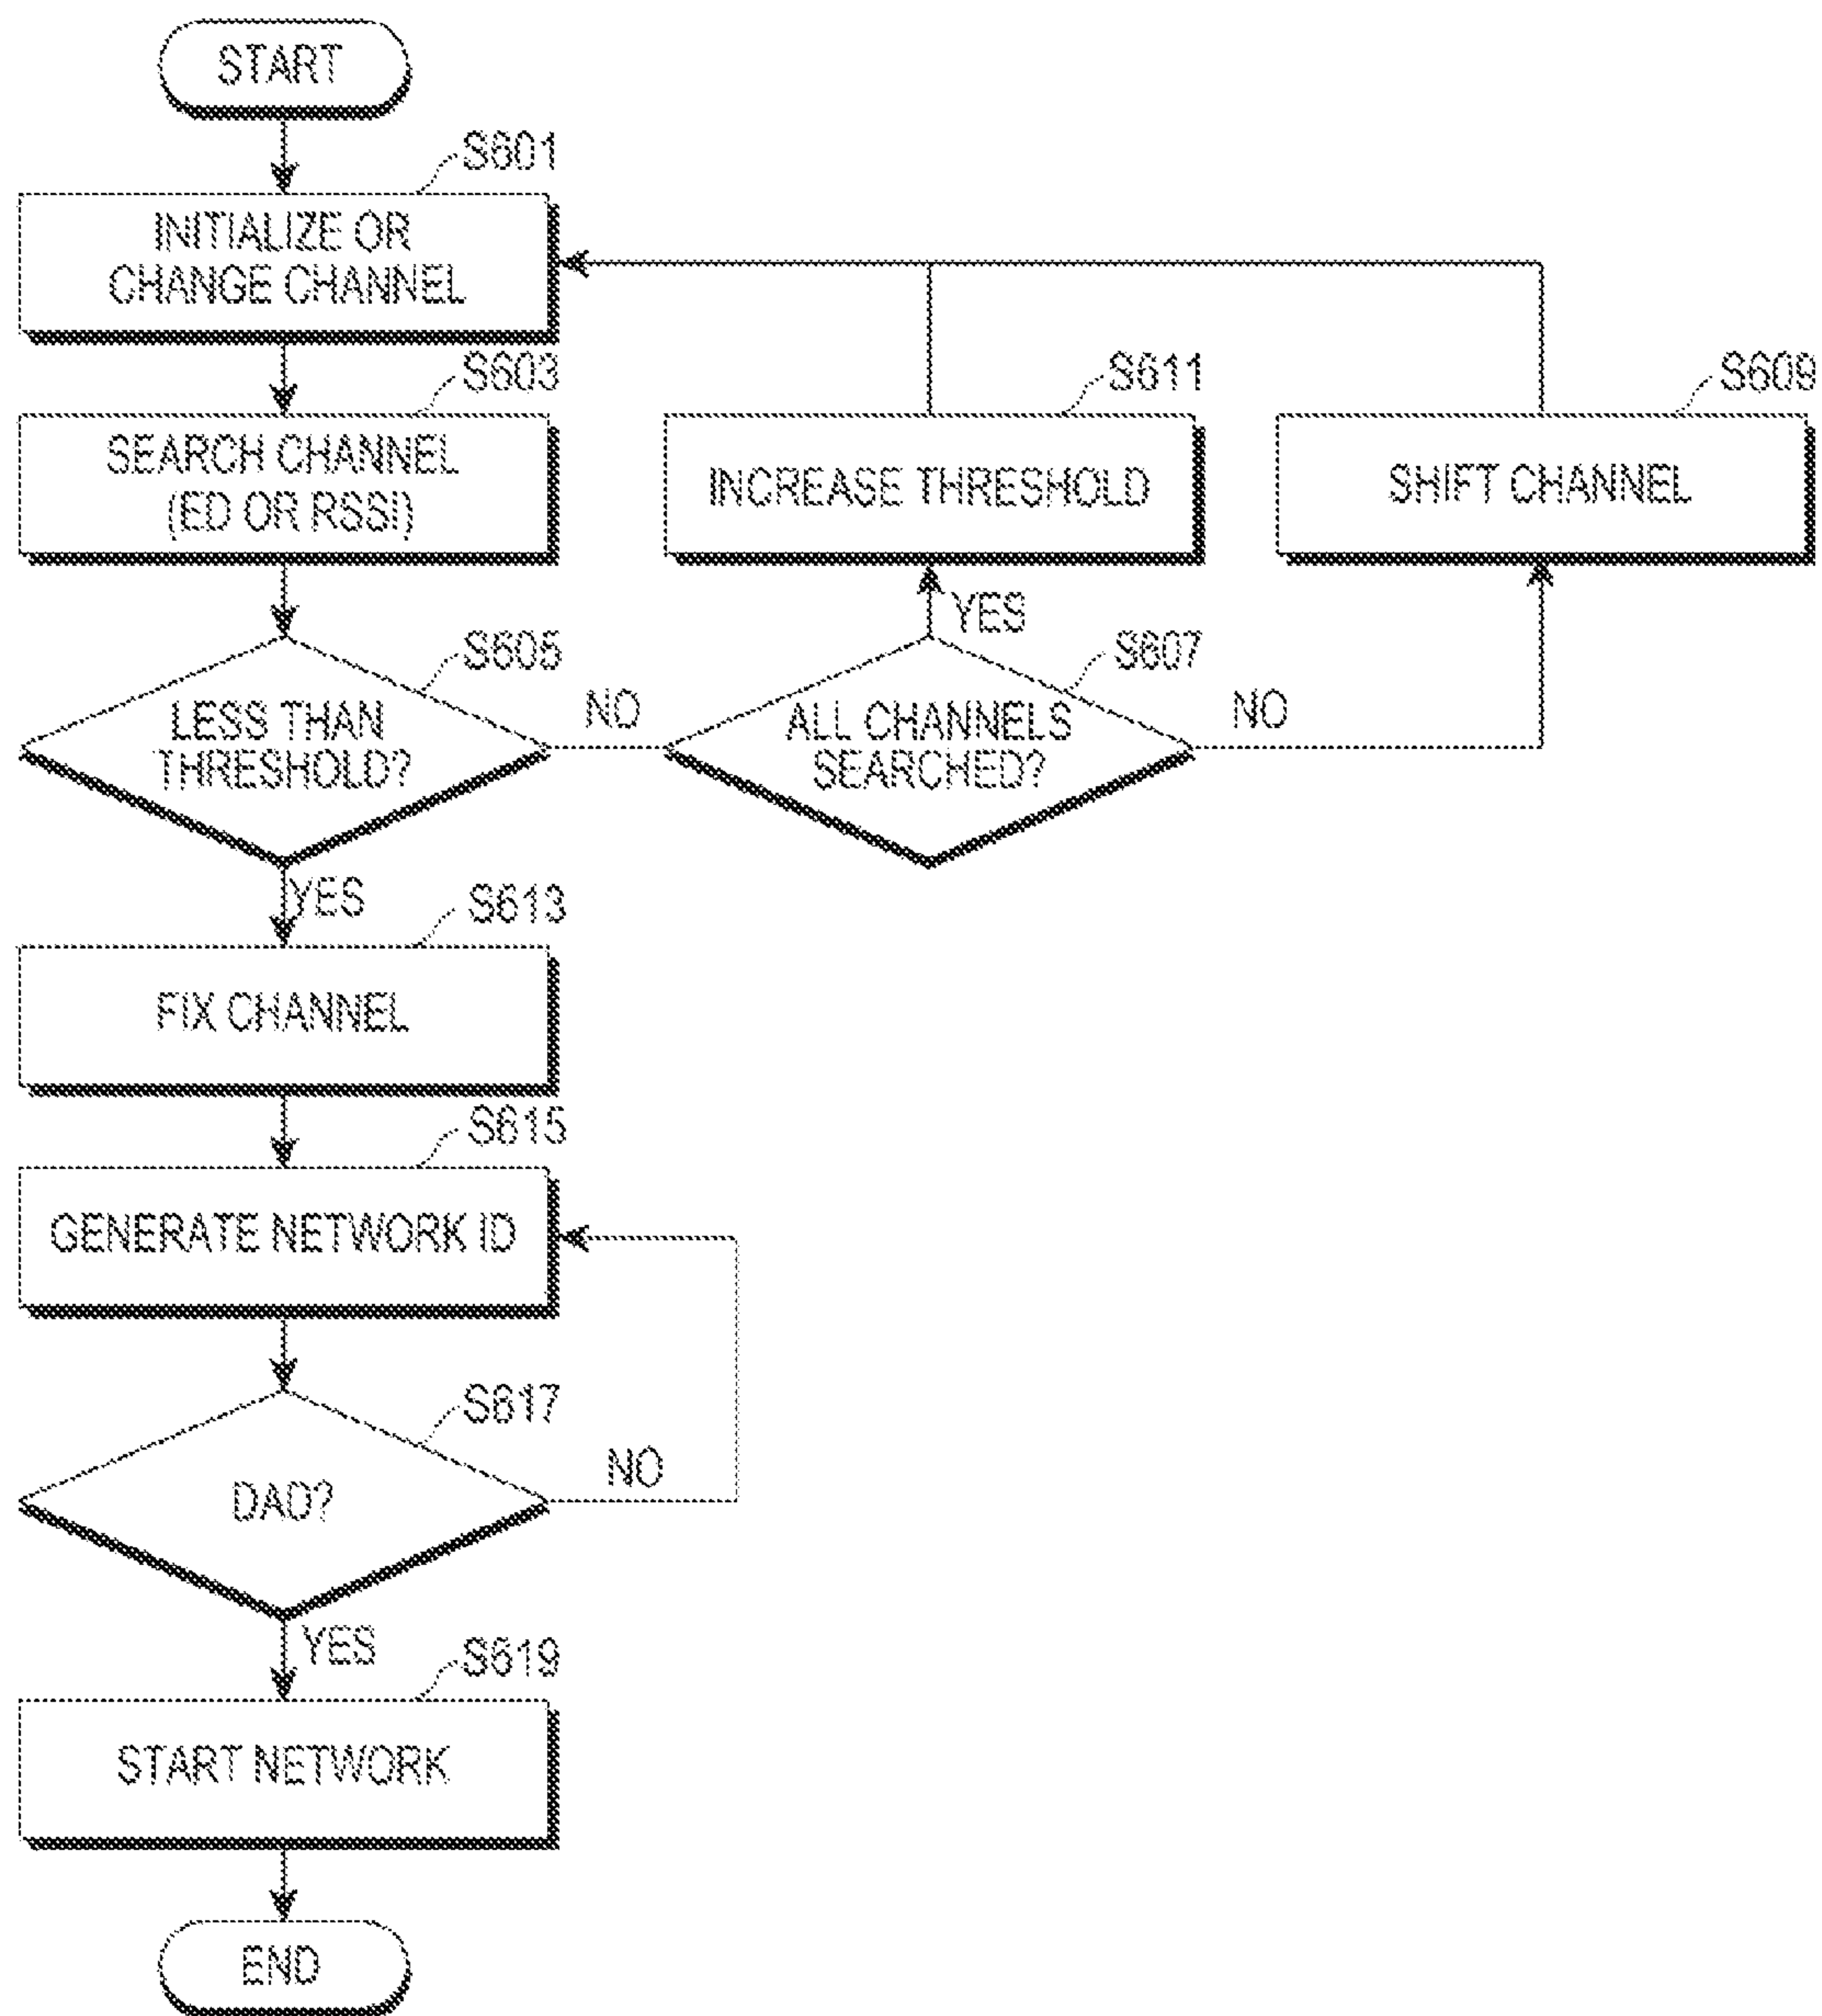 START
S601
INITIALIZE OR
CHANGE CHANNEL
S603
S611
S609
SEARCH CHANNEL
(ED OR RSSI)
INCREASE THRESHOLD
SHIFT CHANNEL
YES
S605
S607
LESS THAN
THRESHOLD?
NO
ALL CHANNELS
SEARCHED?
NO
YES
S613
FIX CHANNEL
S615
GENERATE NETWORK ID
S617
DAD?
NO
YES
S619
START NETWORK
END